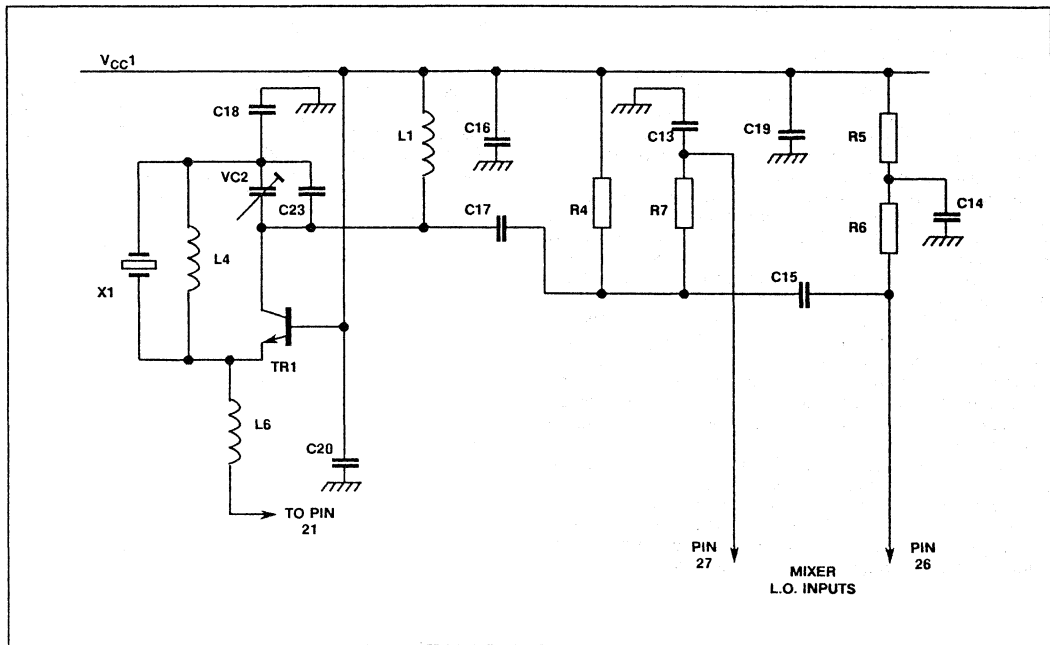 VCC1
C18
C16
C13
C19
R5
L1
VC2
C23
C17
R4
R7
R6
C14
L4
X1
C15
TR1
L6
C20
TO PIN
21
PIN
27
PIN
26
MIXER
L.O. INPUTS